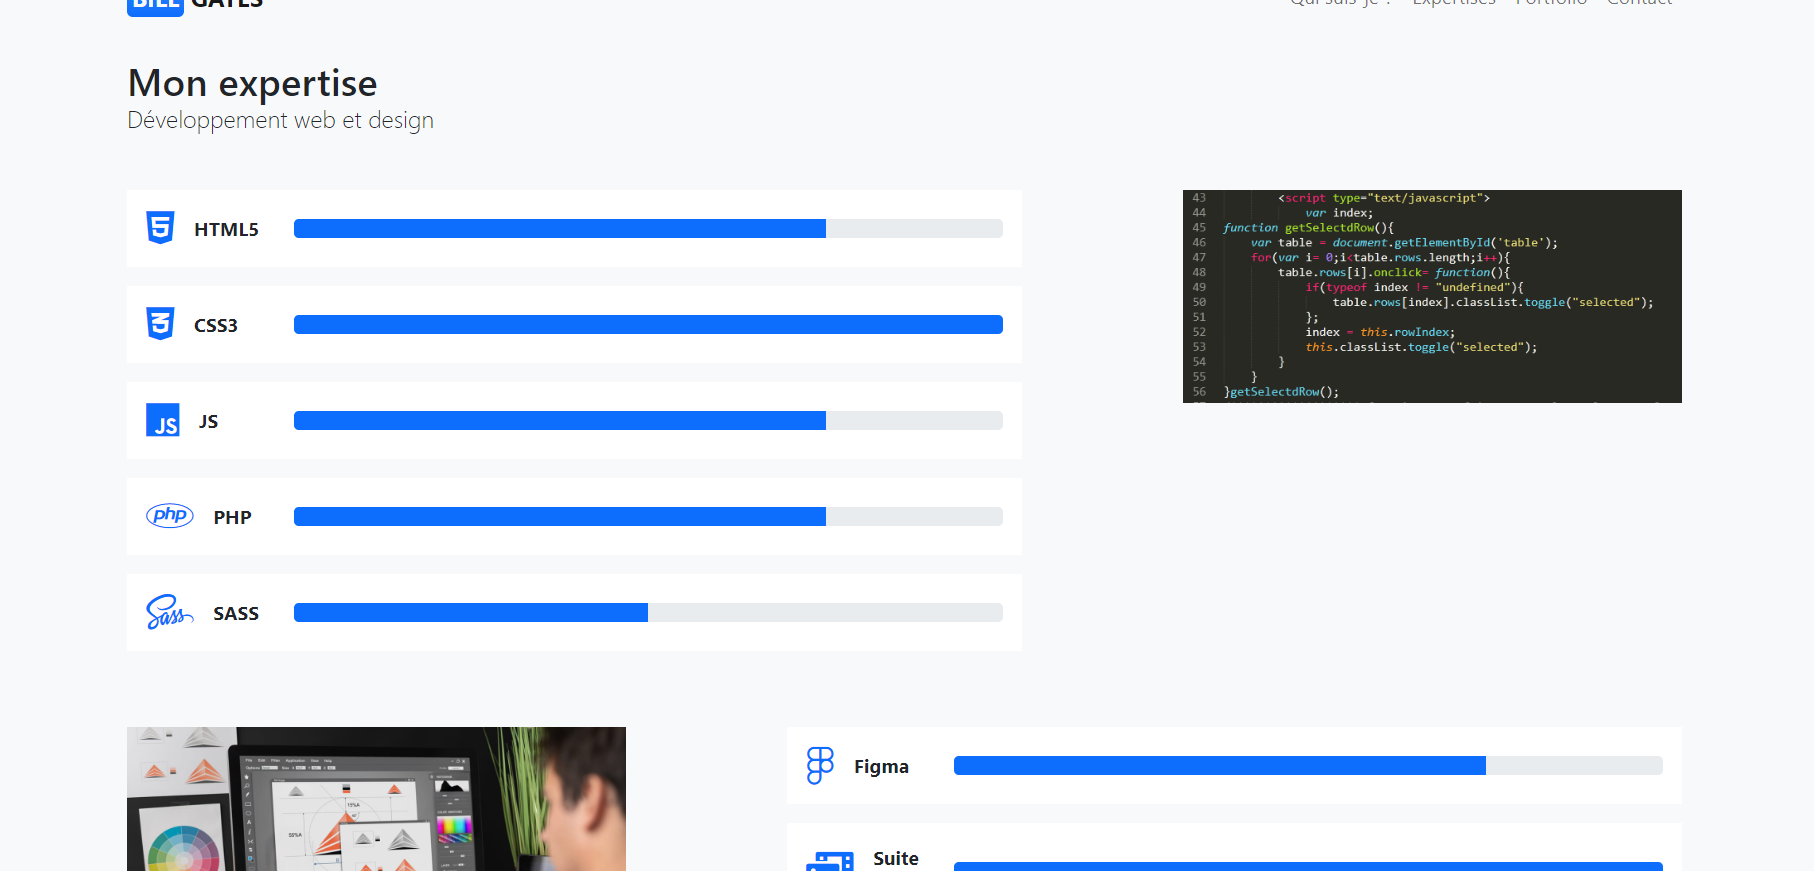 BILL GATES
Qui suis-je ? Expertises Portfolio Contact
Mon expertise
Développement web et design
HTML5
CSS3
JS JS
php PHP
Sass SASS
43 <script type="text/javascript">
44 var index;
45 function getSelectdRow(){
46 var table = document.getElementById('table');
47 for(var i= 0;i<table.rows.length;i++){
48 table.rows[i].onclick= function(){
49 if(typeof index != "undefined"){
50 table.rows[index].classList.toggle("selected");
51 };
52 index = this.rowIndex;
53 this.classList.toggle("selected");
54 }
55 }
56 }getSelectdRow();
Figma
Suite